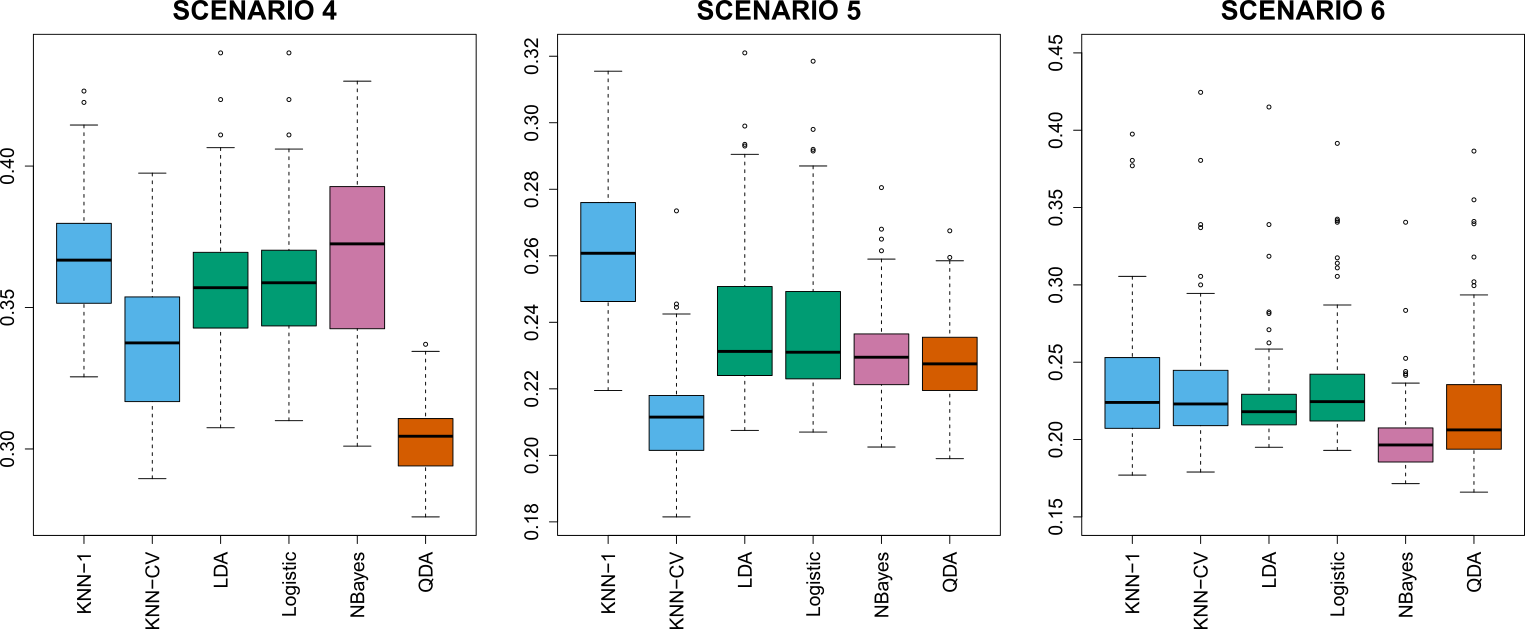 SCENARIO 4
0.40
0.35
0.30
KNN−1
KNN−CV
LDA
Logistic
NBayes
QDA
SCENARIO 5
0.32
0.30
0.28
0.26
0.24
0.22
0.20
0.18
KNN−1
KNN−CV
LDA
Logistic
NBayes
QDA
SCENARIO 6
0.45
0.40
0.35
0.30
0.25
0.20
0.15
KNN−1
KNN−CV
LDA
Logistic
NBayes
QDA